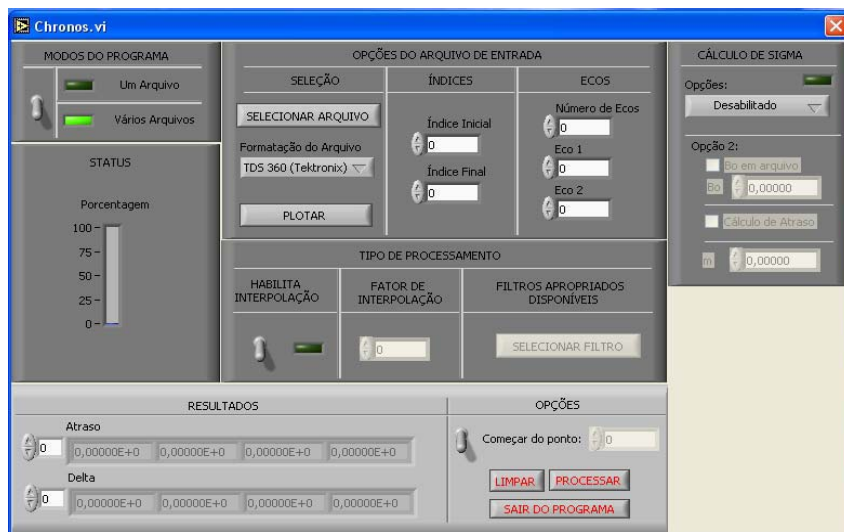 Chronos.vi
MODOS DO PROGRAMA
Um Arquivo
Vários Arquivos
STATUS
Porcentagem
100
75
50
25
0
OPÇÕES DO ARQUIVO DE ENTRADA
SELEÇÃO
SELECIONAR ARQUIVO
Formatação do Arquivo
TDS 360 (Tektronix)
PLOTAR
ÍNDICES
Índice Inicial
0
Índice Final
0
ECOS
Número de Ecos
0
Eco 1
0
Eco 2
0
TIPO DE PROCESSAMENTO
HABILITA
INTERPOLAÇÃO
FATOR DE
INTERPOLAÇÃO
0
FILTROS APROPRIADOS
DISPONÍVEIS
SELECIONAR FILTRO
CÁLCULO DE SIGMA
Opções:
Desabilitado
Opção 2:
Bo em arquivo
Bo 0,00000
Cálculo de Atraso
m 0,00000
RESULTADOS
Atraso
0 0,00000E+0 0,00000E+0 0,00000E+0 0,00000E+0
Delta
0 0,00000E+0 0,00000E+0 0,00000E+0 0,00000E+0
OPÇÕES
Começar do ponto: 0
LIMPAR PROCESSAR
SAIR DO PROGRAMA